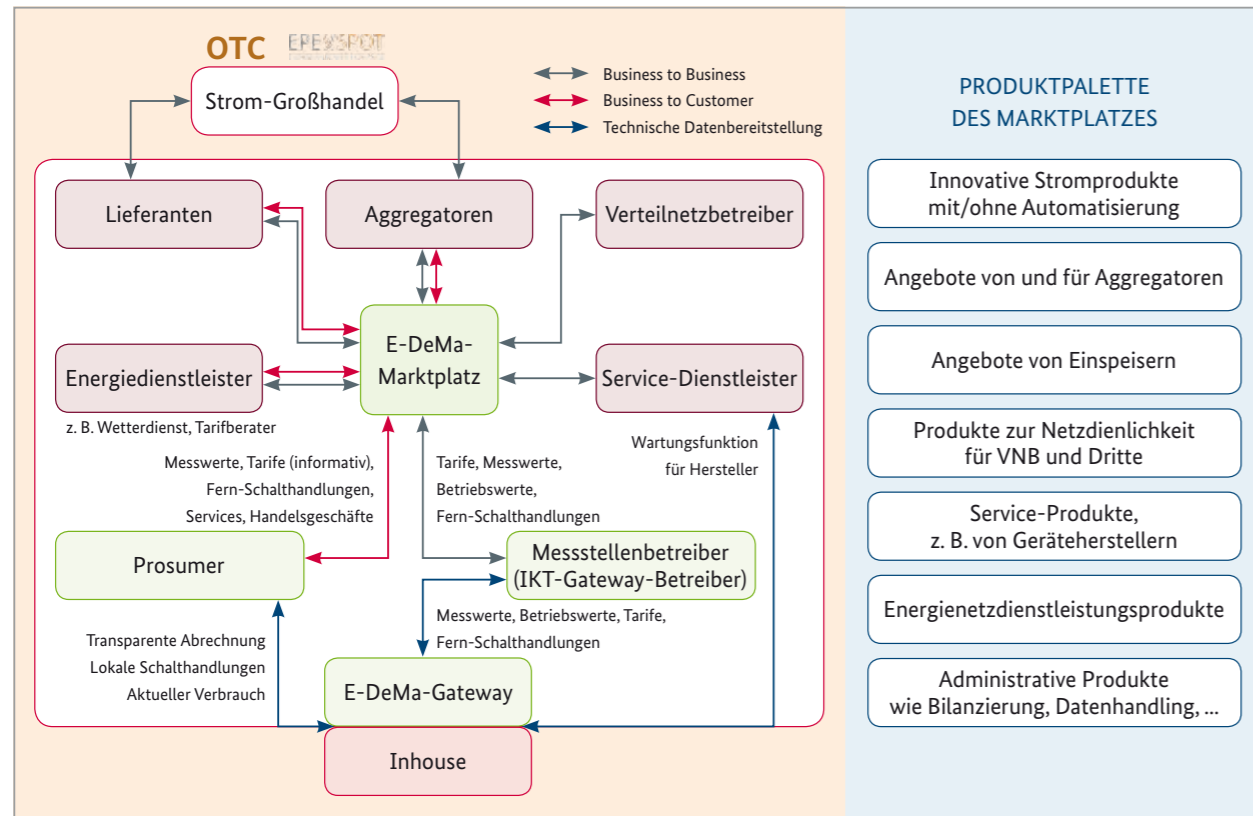 OTC
EPEXSPOT
Strom-Großhandel
Business to Business
Business to Customer
Technische Datenbereitstellung
Lieferanten
Aggregatoren
Verteilnetzbetreiber
E-DeMa-
Marktplatz
Energiedienstleister
Service-Dienstleister
z. B. Wetterdienst, Tarifberater
Messwerte, Tarife (informativ),
Fern-Schalthandlungen,
Services, Handelsgeschäfte
Tarife, Messwerte,
Betriebswerte,
Fern-Schalthandlungen
Wartungsfunktion
für Hersteller
Prosumer
Messstellenbetreiber
(IKT-Gateway-Betreiber)
Messwerte, Betriebswerte, Tarife,
Fern-Schalthandlungen
Transparente Abrechnung
Lokale Schalthandlungen
Aktueller Verbrauch
E-DeMa-Gateway
Inhouse
PRODUKTPALETTE
DES MARKTPLATZES
Innovative Stromprodukte
mit/ohne Automatisierung
Angebote von und für Aggregatoren
Angebote von Einspeisern
Produkte zur Netzdienlichkeit
für VNB und Dritte
Service-Produkte,
z. B. von Geräteherstellern
Energienetzdienstleistungsprodukte
Administrative Produkte
wie Bilanzierung, Datenhandling, ...